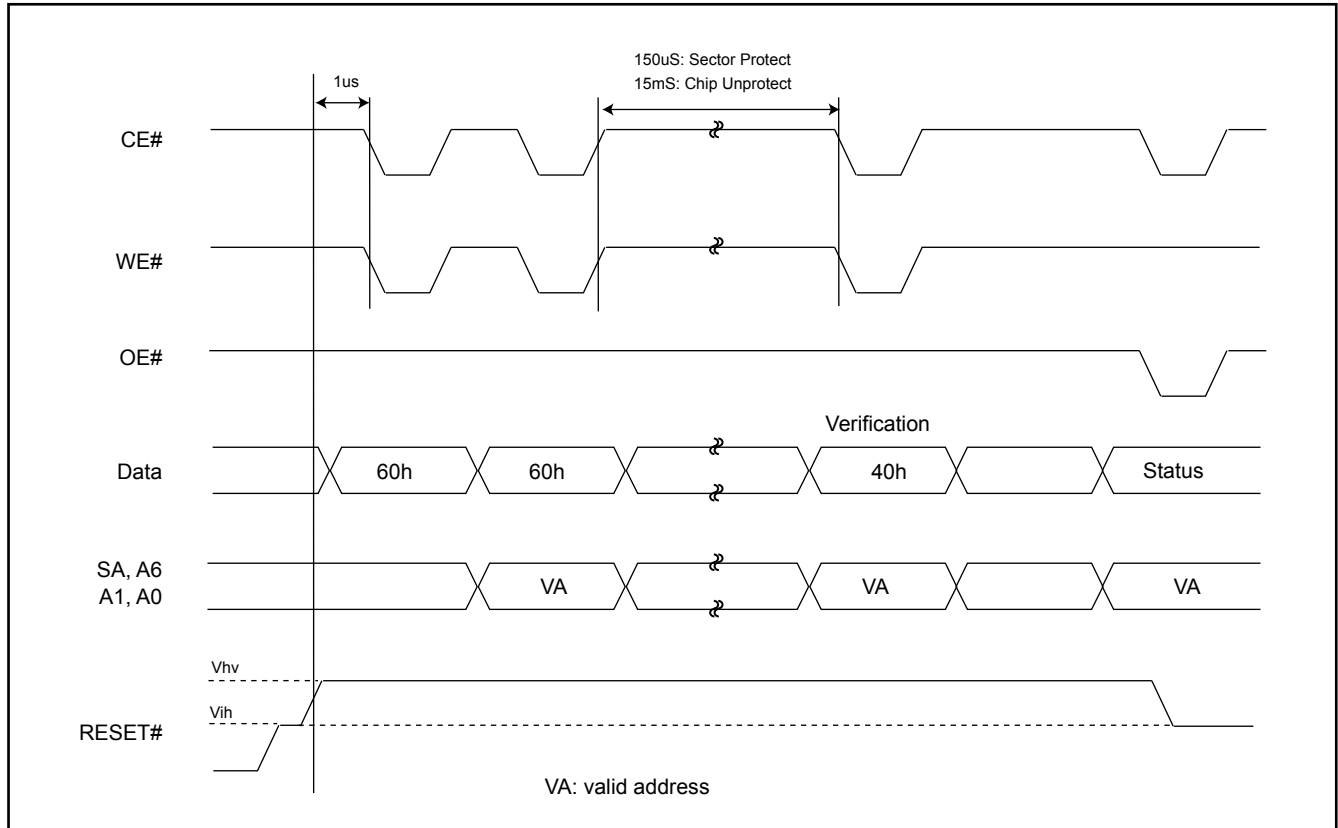 150uS: Sector Protect
15mS: Chip Unprotect
1us
CE#
WE#
OE#
Verification
Data 60h 60h 40h Status
SA, A6
A1, A0
VA VA VA
Vhv
Vih
RESET#
VA: valid address